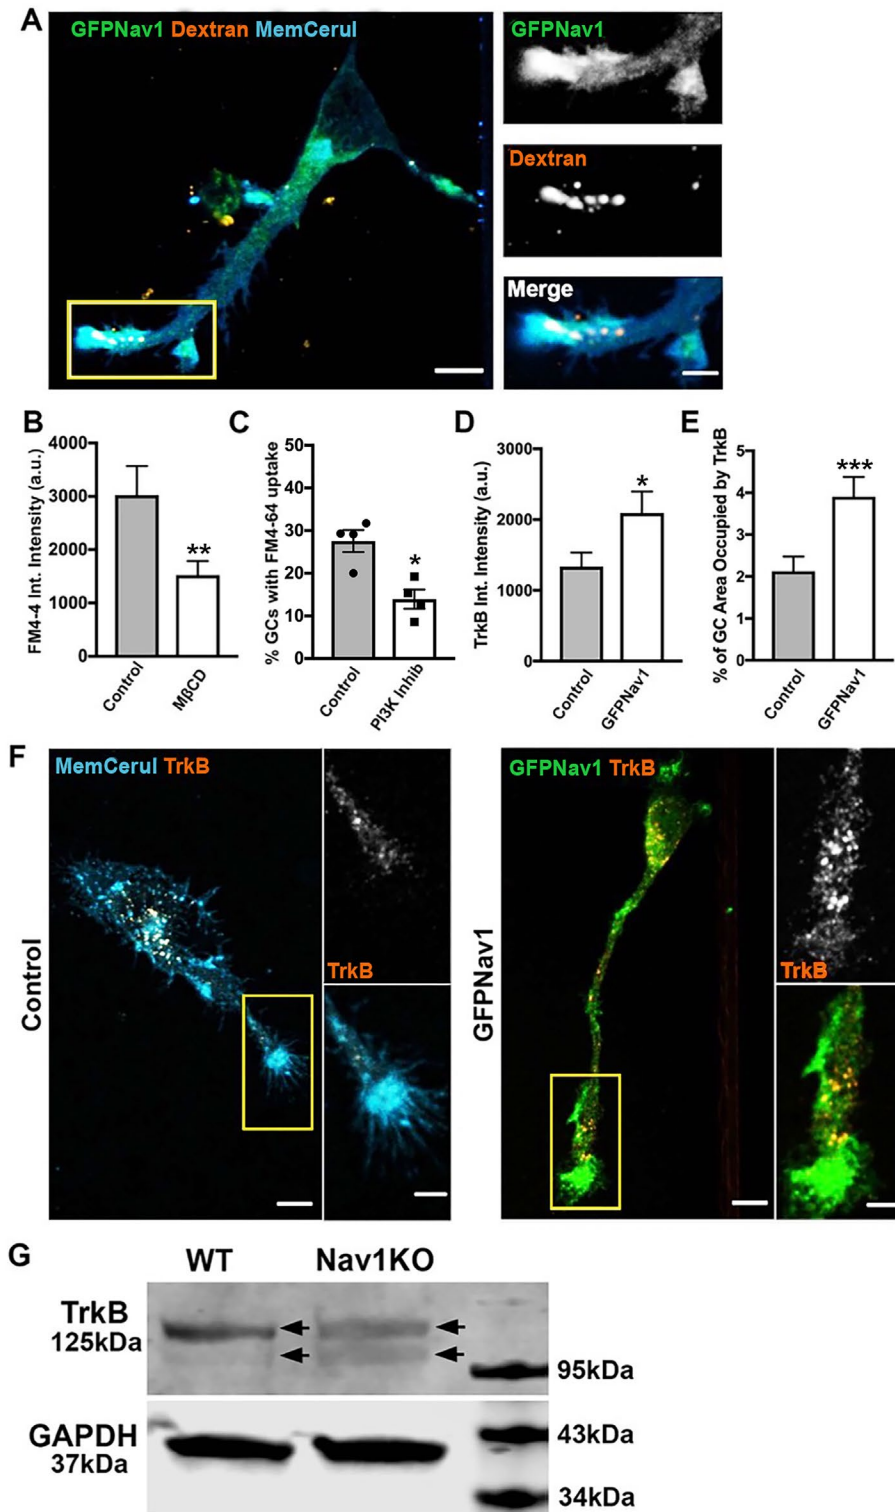 A
GFPNav1 Dextran MemCerul
GFPNav1
Dextran
Merge
B
FM4-4 Int. Intensity (a.u.)
4000
3000
2000
1000
0
**
Control
MβCD
C
% GCs with FM4-64 uptake
50
40
30
20
10
0
*
Control
PI3K Inhib
D
TrkB Int. Intensity (a.u.)
3000
2000
1000
0
*
Control
GFPNav1
E
% of GC Area Occupied by TrkB
5
4
3
2
1
0
***
Control
GFPNav1
F
Control
MemCerul TrkB
TrkB
GFPNav1
GFPNav1 TrkB
TrkB
G
WT Nav1KO
TrkB
125kDa
95kDa
GAPDH
37kDa
43kDa
34kDa